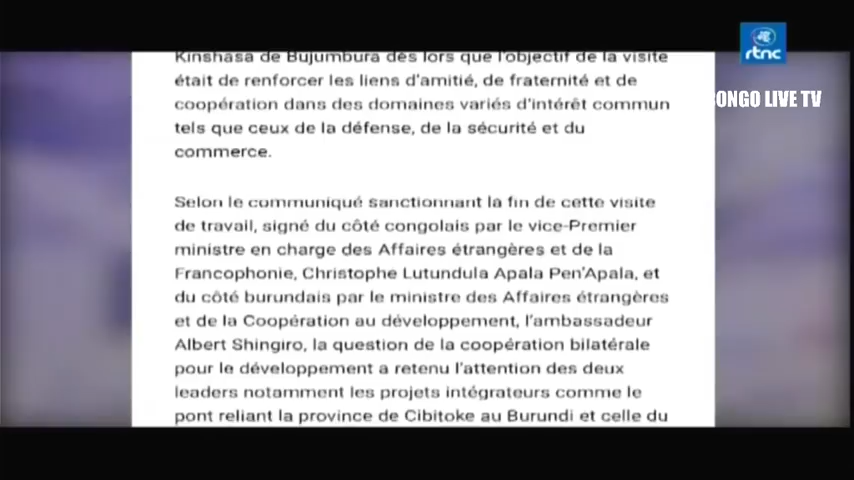 rtnc
ONGO LIVE TV
Kinshasa de Bujumbura dès lors que l'objectif de la visite
était de renforcer les liens d'amitié, de fraternité et de
coopération dans des domaines variés d'intérêt commun
tels que ceux de la défense, de la sécurité et du
commerce.
Selon le communiqué sanctionnant la fin de cette visite
de travail, signé du côté congolais par le vice-Premier
ministre en charge des Affaires étrangères et de la
Francophonie, Christophe Lutundula Apala Pen'Apala, et
du côté burundais par le ministre des Affaires étrangères
et de la Coopération au développement, l'ambassadeur
Albert Shingiro, la question de la coopération bilatérale
pour le développement a retenu l'attention des deux
leaders notamment les projets intégrateurs comme le
pont reliant la province de Cibitoke au Burundi et celle du